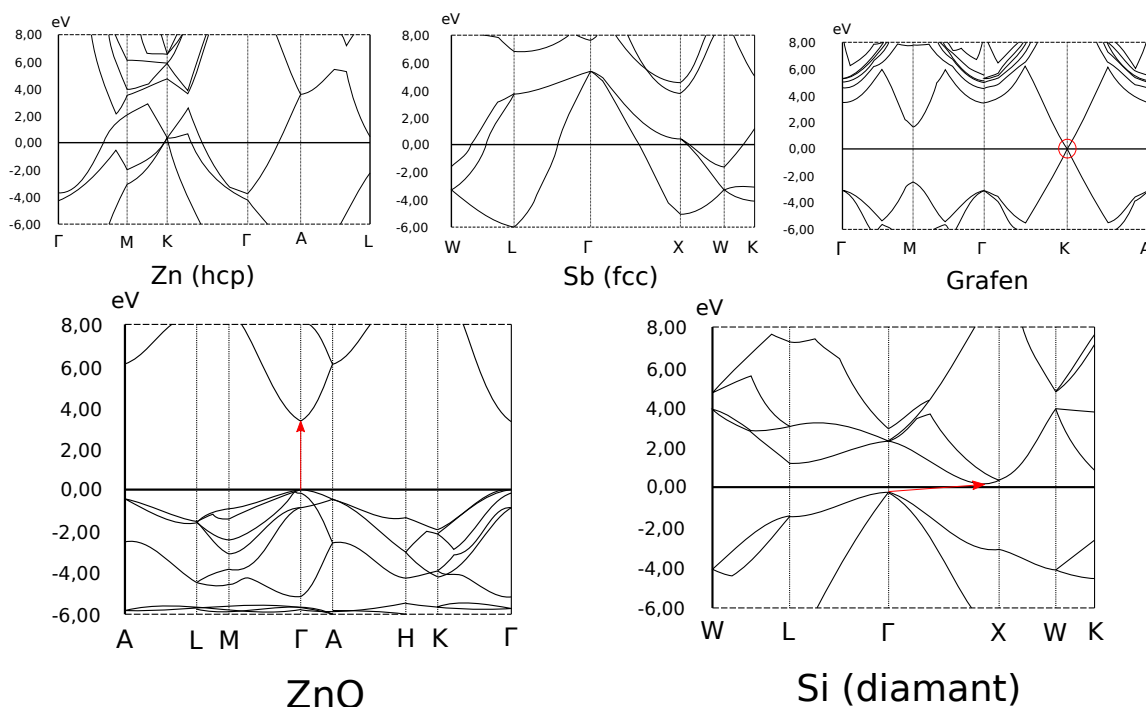 eV
8,00
6,00
4,00
2,00
0,00
-2,00
-4,00
-6,00
Γ M K Γ A L
Zn (hcp)
eV
8,00
6,00
4,00
2,00
0,00
-2,00
-4,00
-6,00
W L Γ X W K
Sb (fcc)
eV
8,00
6,00
4,00
2,00
0,00
-2,00
-4,00
-6,00
Γ M Γ K A
Grafen
eV
8,00
6,00
4,00
2,00
0,00
-2,00
-4,00
-6,00
A L M Γ A H K Γ
ZnO
eV
8,00
6,00
4,00
2,00
0,00
-2,00
-4,00
-6,00
W L Γ X W K
Si (diamant)